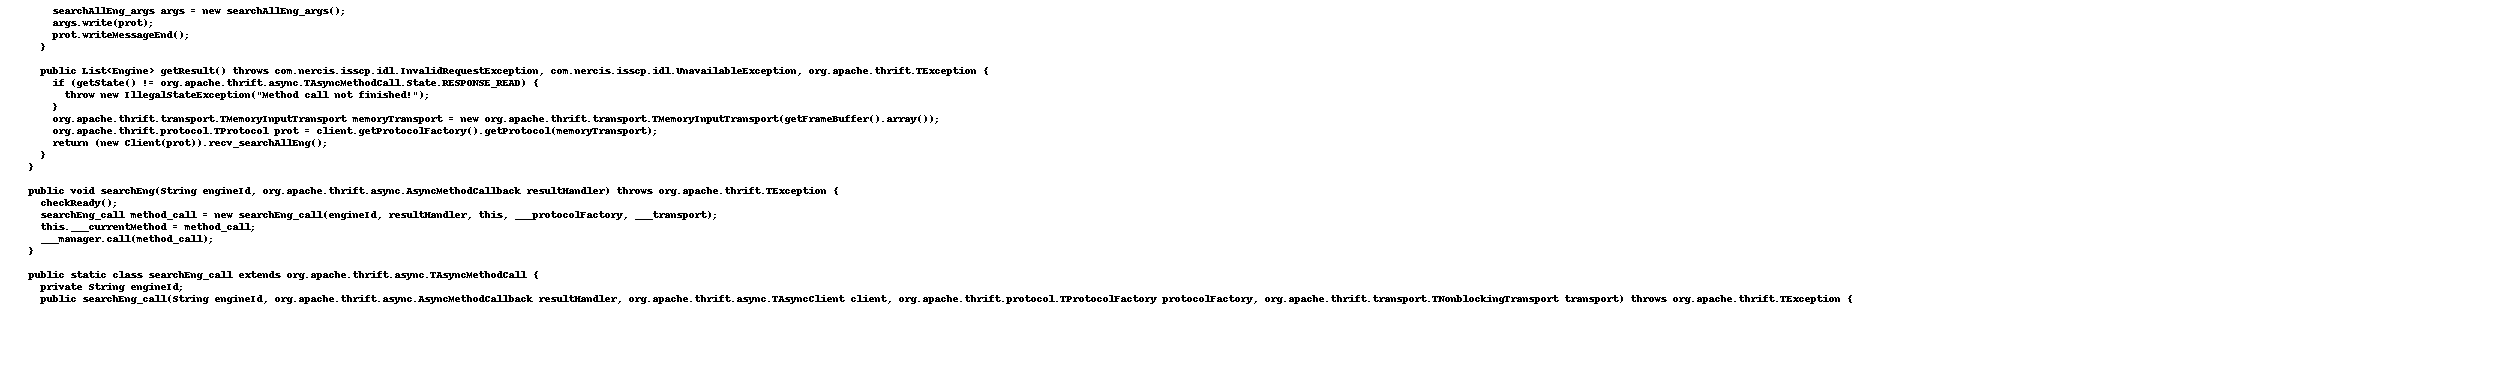 searchAllEng_args args = new searchAllEng_args();
args.write(prot);
prot.writeMessageEnd();
}
public List<Engine> getResult() throws com.nercis.isscp.idl.InvalidRequestException, com.nercis.isscp.idl.UnavailableException, org.apache.thrift.TException {
if (getState() != org.apache.thrift.async.TAsyncMethodCall.State.RESPONSE_READ) {
throw new IllegalStateException("Method call not finished!");
}
org.apache.thrift.transport.TMemoryInputTransport memoryTransport = new org.apache.thrift.transport.TMemoryInputTransport(getFrameBuffer().array());
org.apache.thrift.protocol.TProtocol prot = client.getProtocolFactory().getProtocol(memoryTransport);
return (new Client(prot)).recv_searchAllEng();
}
}
public void searchEng(String engineId, org.apache.thrift.async.AsyncMethodCallback resultHandler) throws org.apache.thrift.TException {
checkReady();
searchEng_call method_call = new searchEng_call(engineId, resultHandler, this, ___protocolFactory, ___transport);
this.___currentMethod = method_call;
___manager.call(method_call);
}
public static class searchEng_call extends org.apache.thrift.async.TAsyncMethodCall {
private String engineId;
public searchEng_call(String engineId, org.apache.thrift.async.AsyncMethodCallback resultHandler, org.apache.thrift.async.TAsyncClient client, org.apache.thrift.protocol.TProtocolFactory protocolFactory, org.apache.thrift.transport.TNonblockingTransport transport) throws org.apache.thrift.TException {